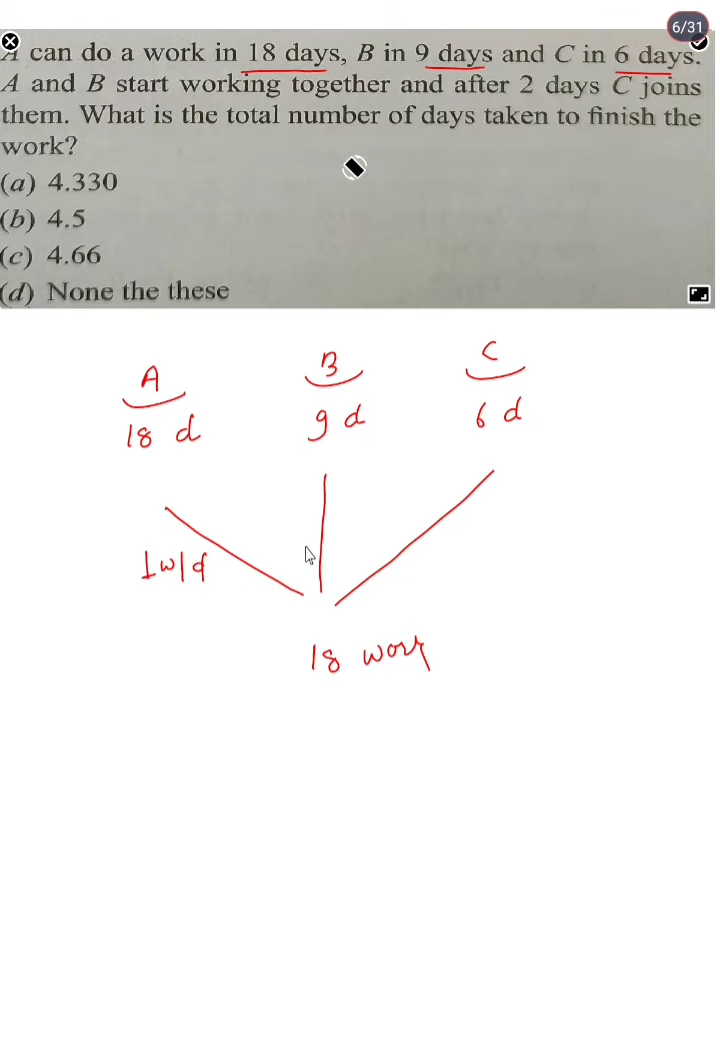 6/31
A can do a work in 18 days, B in 9 days and C in 6 days.
A and B start working together and after 2 days C joins
them. What is the total number of days taken to finish the
work?
(a) 4.330
(b) 4.5
(c) 4.66
(d) None the these
A B C
18 d 9 d 6 d
1w/d
18 work